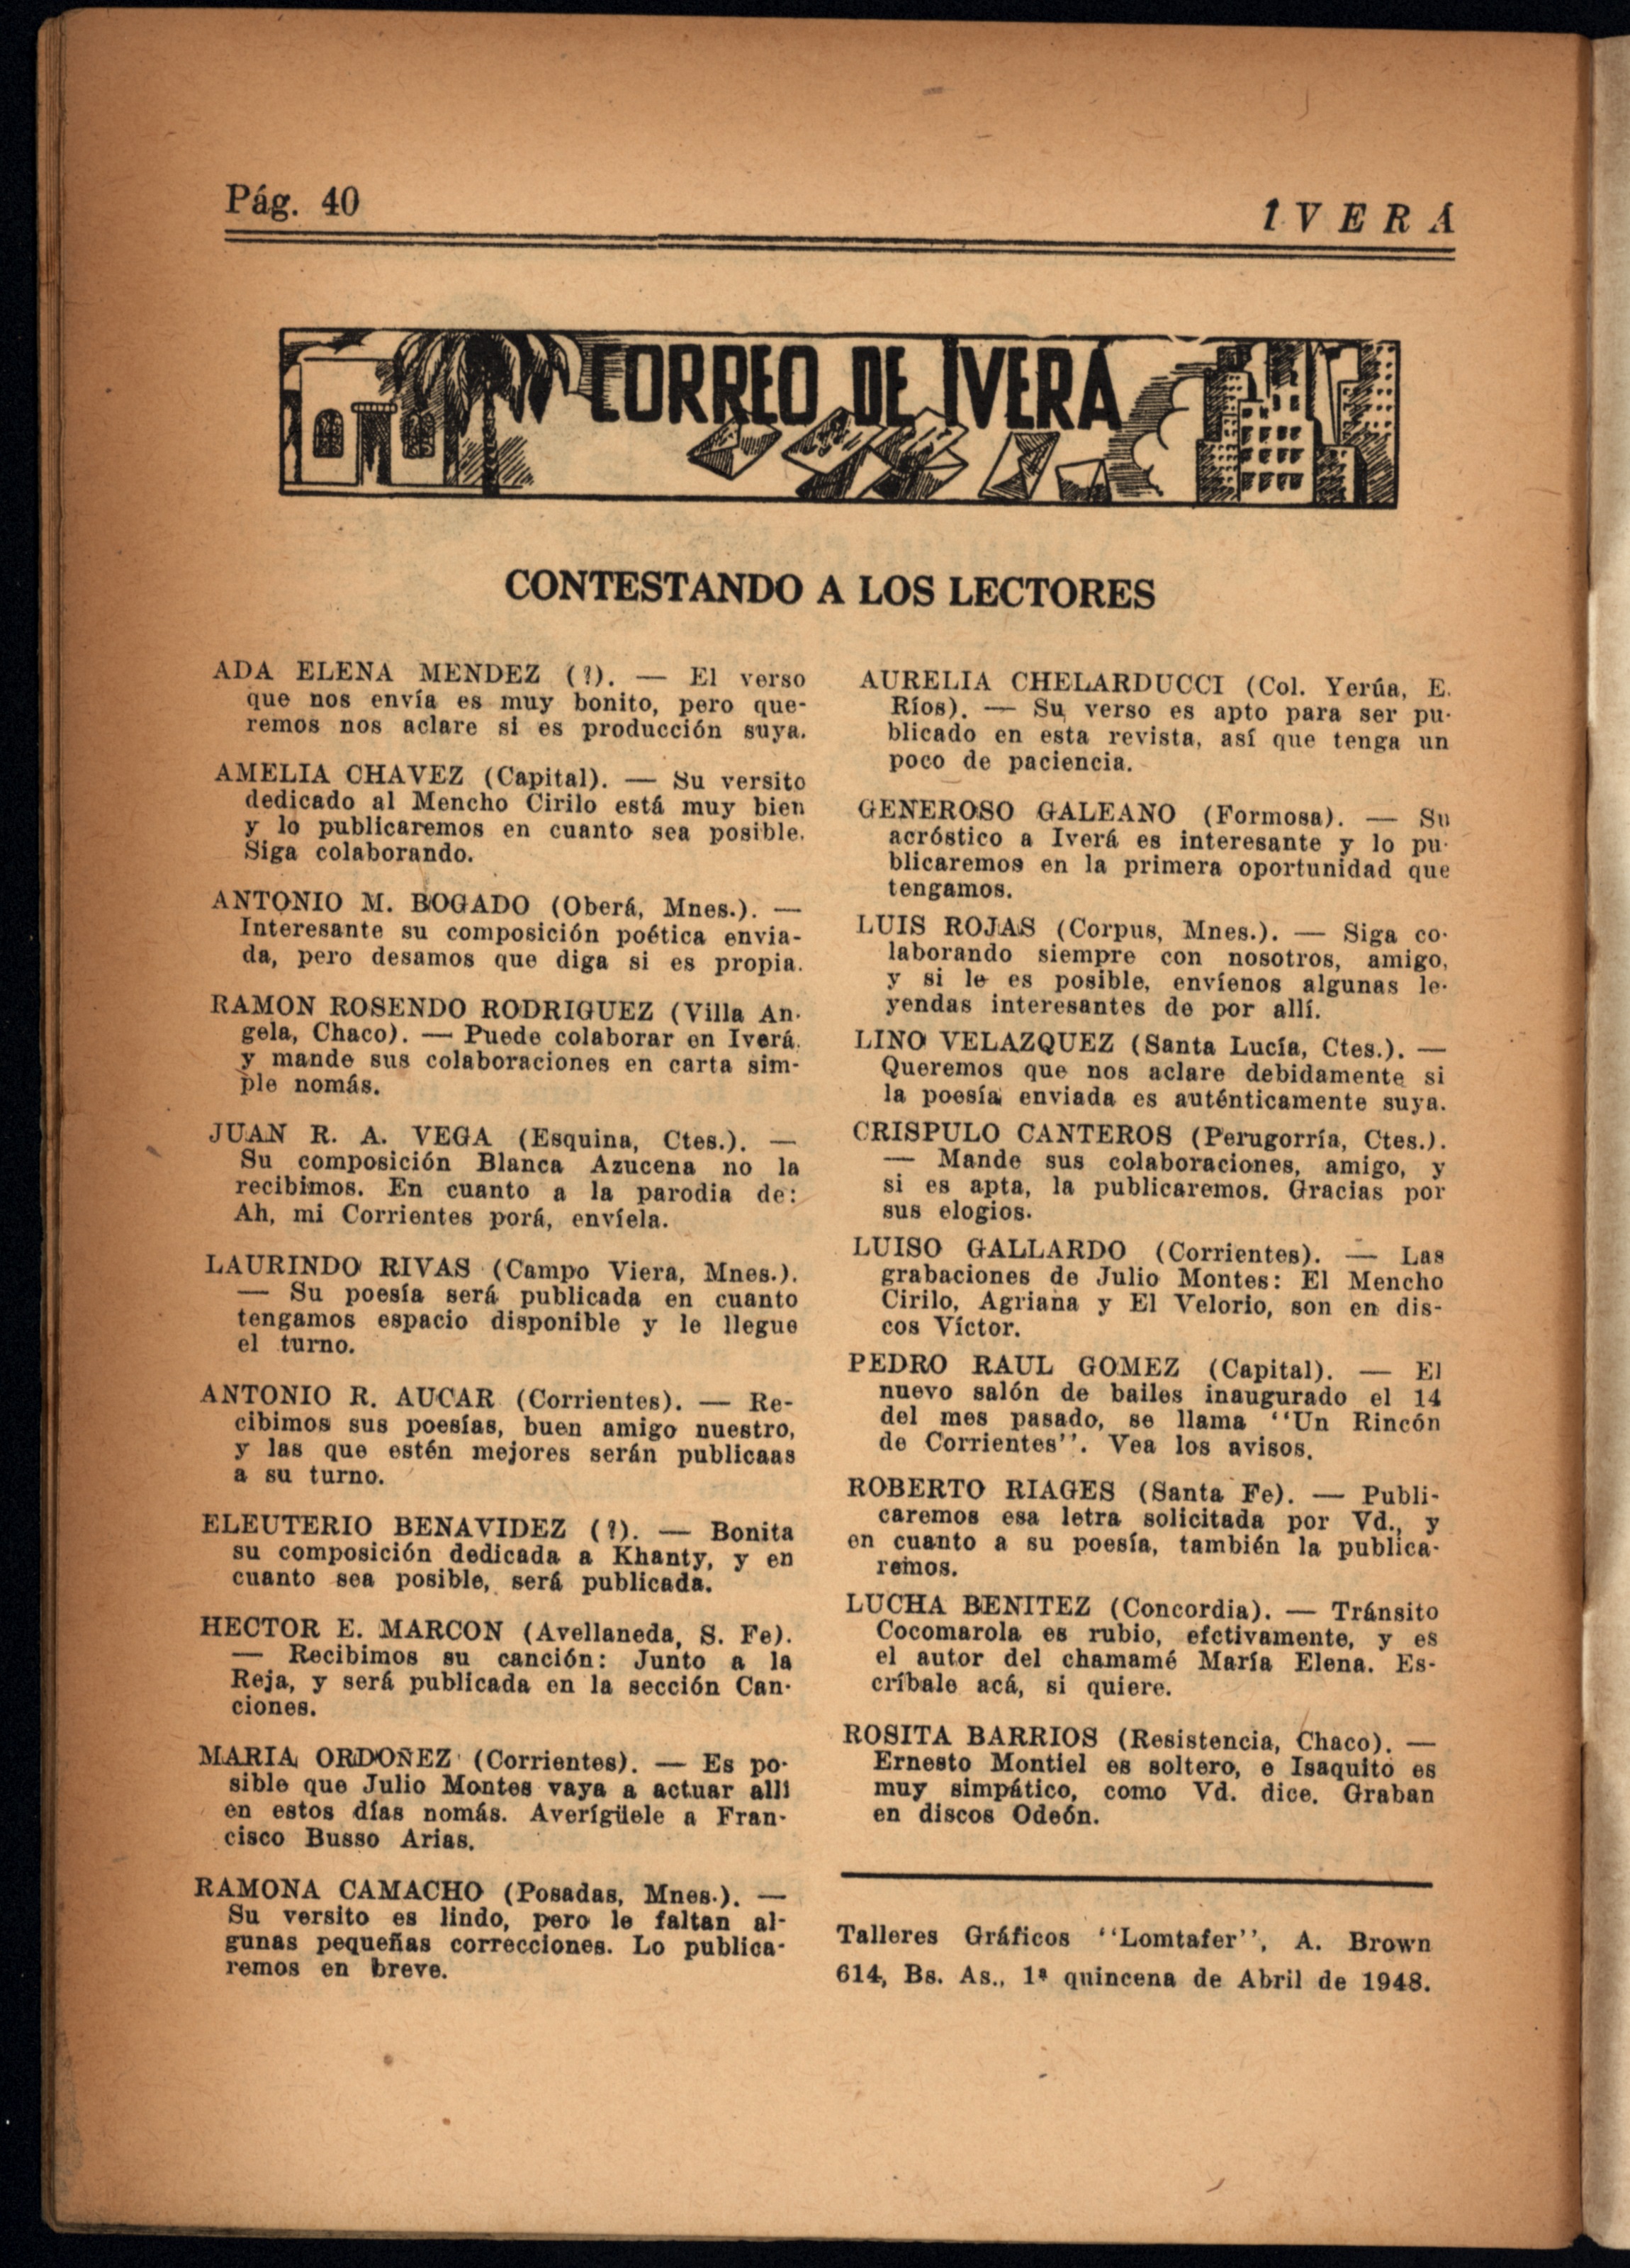 Pág. 40
IVERÁ
CORREO DE IVERÁ
CONTESTANDO A LOS LECTORES
ADA ELENA MENDEZ (?). — El verso
que nos envía es muy bonito, pero que-
remos nos aclare si es producción suya.
AMELIA CHAVEZ (Capital). — Su versito
dedicado al Mencho Cirilo está muy bien
y lo publicaremos en cuanto sea posible.
Siga colaborando.
ANTONIO M. BOGADO (Oberá, Mnes.). —
Interesante su composición poética envia-
da, pero desamos que diga si es propia.
RAMON ROSENDO RODRIGUEZ (Villa An-
gela, Chaco). — Puede colaborar en Iverá.
y mande sus colaboraciones en carta sim-
ple nomás.
JUAN R. A. VEGA (Esquina, Ctes.). —
Su composición Blanca Azucena no la
recibimos. En cuanto a la parodia de:
Ah, mi Corrientes porá, envíela.
LAURINDO RIVAS (Campo Viera, Mnes.).
— Su poesía será publicada en cuanto
tengamos espacio disponible y le llegue
el turno.
ANTONIO R. AUCAR (Corrientes). — Re-
cibimos sus poesías, buen amigo nuestro,
y las que estén mejores serán publicaas
a su turno.
ELEUTERIO BENAVIDEZ (?). — Bonita
su composición dedicada a Khanty, y en
cuanto sea posible, será publicada.
HECTOR E. MARCON (Avellaneda, S. Fe).
— Recibimos su canción: Junto a la
Reja, y será publicada en la sección Can-
ciones.
MARIA ORDOÑEZ (Corrientes). — Es po-
sible que Julio Montes vaya a actuar allí
en estos días nomás. Averígüele a Fran-
cisco Busso Arias.
RAMONA CAMACHO (Posadas, Mnes.). —
Su versito es lindo, pero le faltan al-
gunas pequeñas correcciones. Lo publica-
remos en breve.
AURELIA CHELARDUCCI (Col. Yerúa, E.
Ríos). — Su verso es apto para ser pu-
blicado en esta revista, así que tenga un
poco de paciencia.
GENEROSO GALEANO (Formosa). — Su
acróstico a Iverá es interesante y lo pu-
blicaremos en la primera oportunidad que
tengamos.
LUIS ROJAS (Corpus, Mnes.). — Siga co-
laborando siempre con nosotros, amigo,
y si le es posible, envíenos algunas le-
yendas interesantes de por allí.
LINO VELAZQUEZ (Santa Lucía, Ctes.). —
Queremos que nos aclare debidamente si
la poesía enviada es auténticamente suya.
CRISPULO CANTEROS (Perugorría, Ctes.).
— Mande sus colaboraciones, amigo, y
si es apta, la publicaremos. Gracias por
sus elogios.
LUISO GALLARDO (Corrientes). — Las
grabaciones de Julio Montes: El Mencho
Cirilo, Agriana y El Velorio, son en dis-
cos Víctor.
PEDRO RAUL GOMEZ (Capital). — El
nuevo salón de bailes inaugurado el 14
del mes pasado, se llama "Un Rincón
de Corrientes". Vea los avisos.
ROBERTO RIAGES (Santa Fe). — Publi-
caremos esa letra solicitada por Vd., y
en cuanto a su poesía, también la publica-
remos.
LUCHA BENITEZ (Concordia). — Tránsito
Cocomarola es rubio, efctivamente, y es
el autor del chamamé María Elena. Es-
críbale acá, si quiere.
ROSITA BARRIOS (Resistencia, Chaco). —
Ernesto Montiel es soltero, e Isaquito es
muy simpático, como Vd. dice. Graban
en discos Odeón.
Talleres Gráficos "Lomtafer", A. Brown
614, Bs. As., 1ª quincena de Abril de 1948.